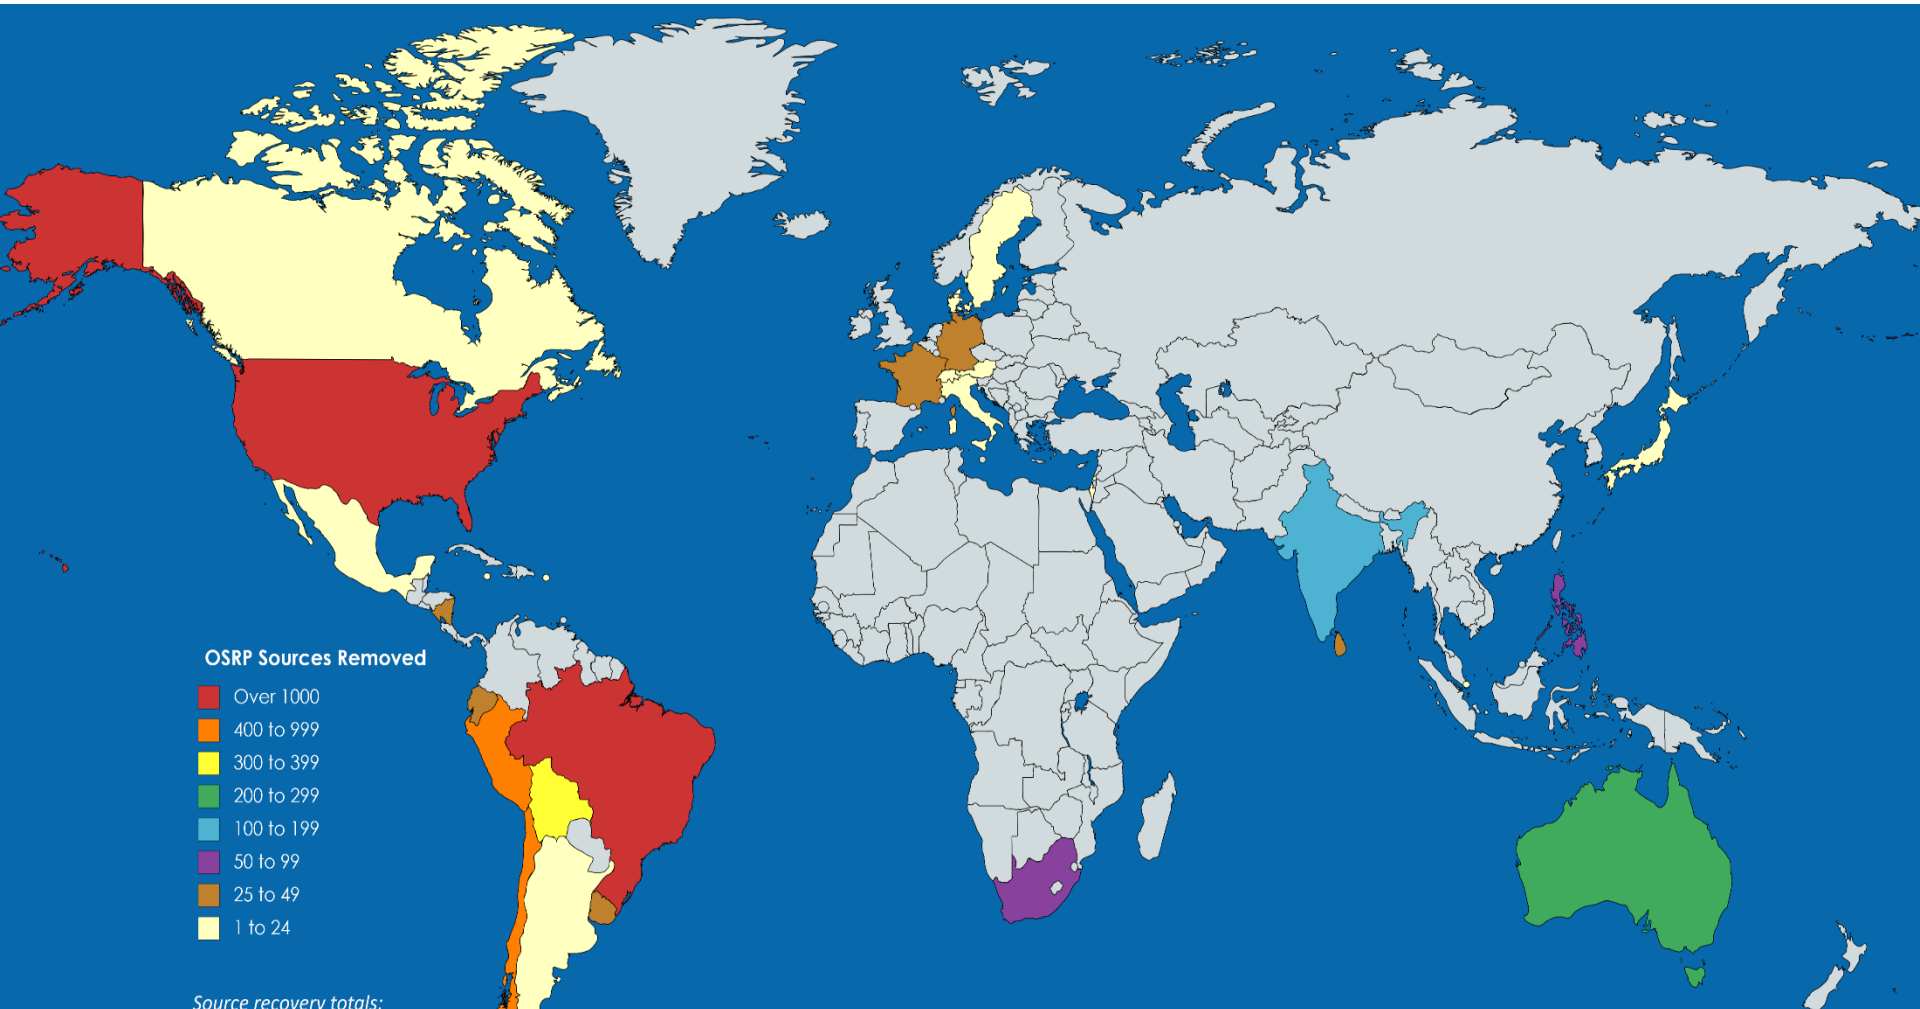 OSRP Sources Removed
Over 1000
400 to 999
300 to 399
200 to 299
100 to 199
50 to 99
25 to 49
1 to 24
Source recovery totals: